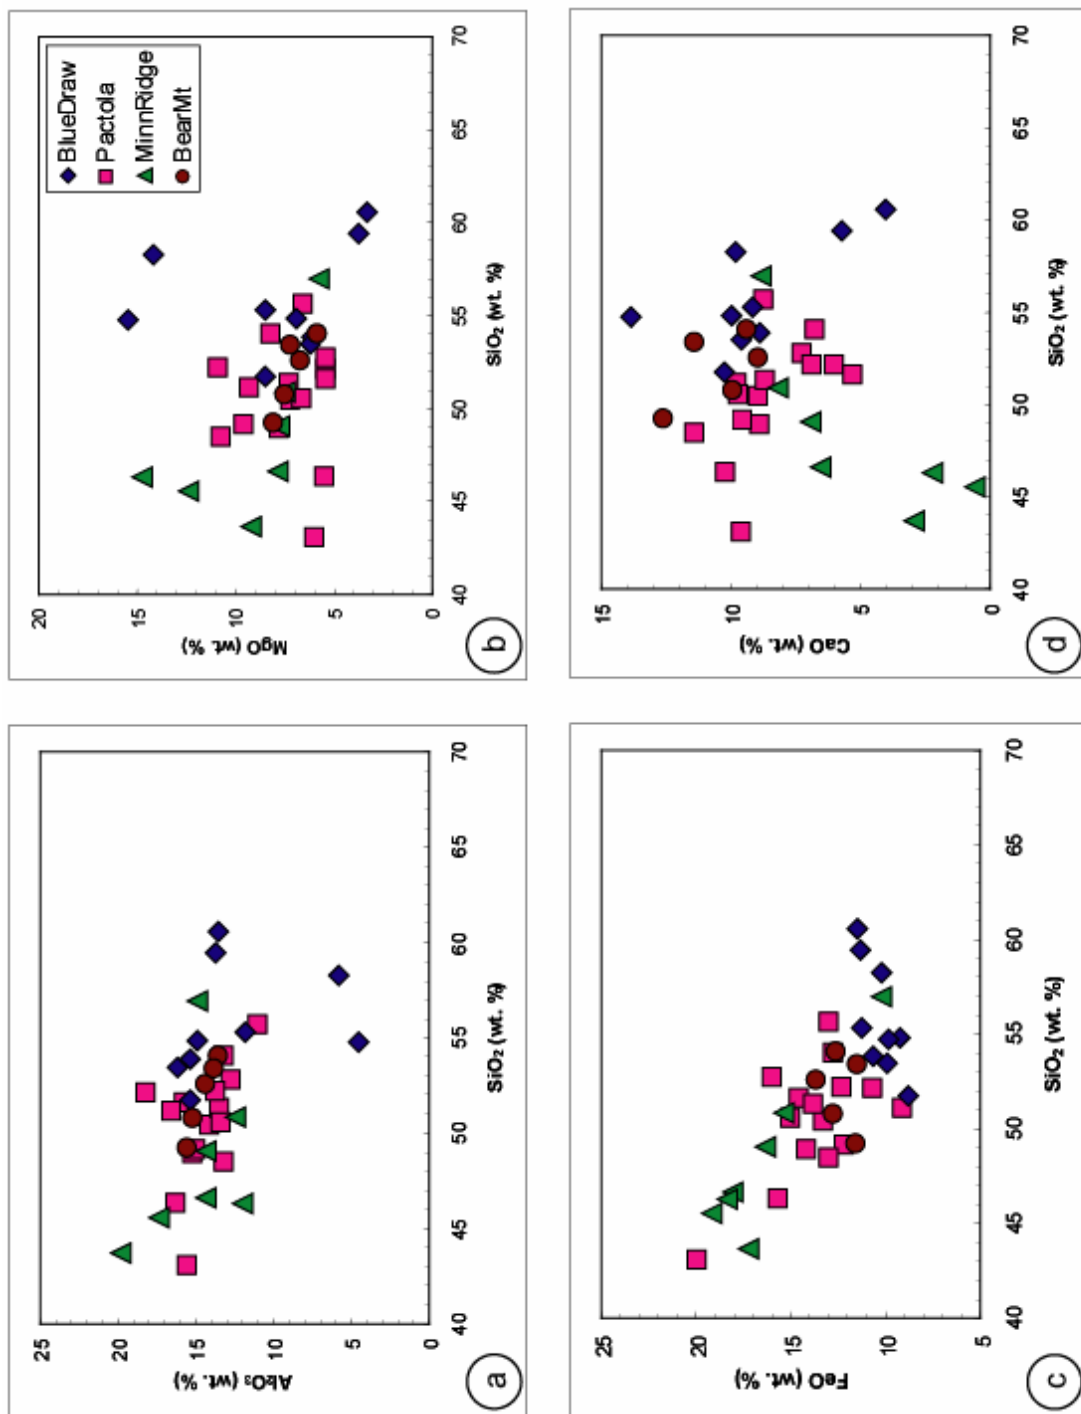 a
Al₂O₃ (wt. %)
25
20
15
10
5
0
40 45 50 55 60 65 70
SiO₂ (wt. %)
b
MgO (wt. %)
20
15
10
5
0
40 45 50 55 60 65 70
SiO₂ (wt. %)
BlueDraw
Pactola
MinnRidge
BearMt
c
FeO (wt. %)
25
20
15
10
5
40 45 50 55 60 65 70
SiO₂ (wt. %)
d
CaO (wt. %)
15
10
5
0
40 45 50 55 60 65 70
SiO₂ (wt. %)